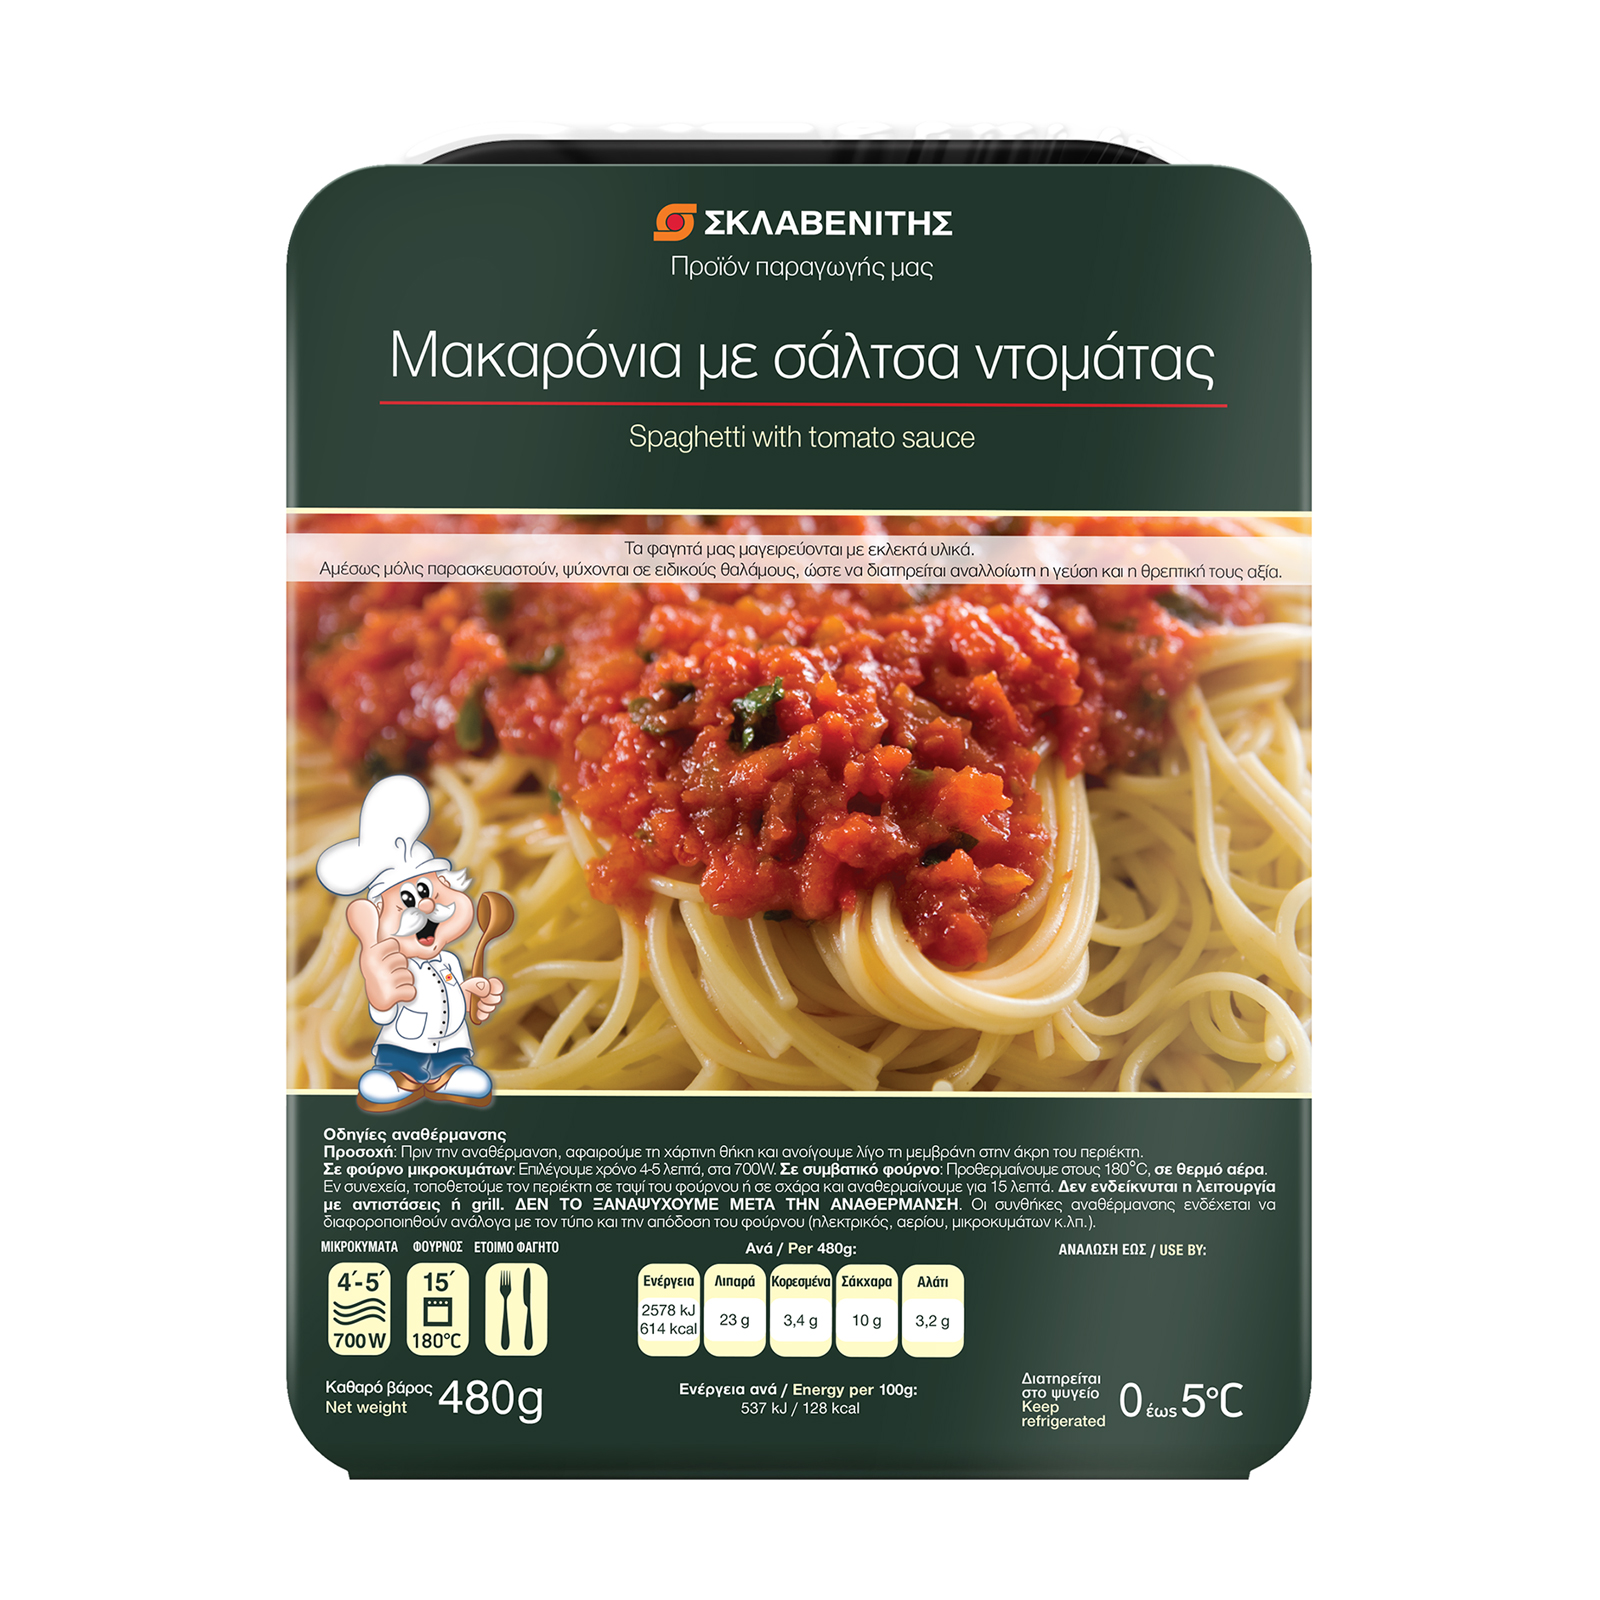 ΣΚΛΑΒΕΝΙΤΗΣ
Προϊόν παραγωγής μας
Μακαρόνια με σάλτσα ντομάτας
Spaghetti with tomato sauce
Τα φαγητά μας μαγειρεύονται με εκλεκτά υλικά.
Αμέσως μόλις παρασκευαστούν, ψύχονται σε ειδικούς θαλάμους, ώστε να διατηρείται αναλλοίωτη η γεύση και η θρεπτική τους αξία.
Οδηγίες αναθέρμανσης
Προσοχή: Πριν την αναθέρμανση, αφαιρούμε τη χάρτινη θήκη και ανοίγουμε λίγο τη μεμβράνη στην άκρη του περιέκτη.
Σε φούρνο μικροκυμάτων: Επιλέγουμε χρόνο 4-5 λεπτά, στα 700W. Σε συμβατικό φούρνο: Προθερμαίνουμε στους 180°C, σε θερμό αέρα.
Εν συνεχεία, τοποθετούμε τον περιέκτη σε ταψί του φούρνου ή σε σχάρα και αναθερμαίνουμε για 15 λεπτά. Δεν ενδείκνυται η λειτουργία
με αντιστάσεις ή grill. ΔΕΝ ΤΟ ΞΑΝΑΨΥΧΟΥΜΕ ΜΕΤΑ ΤΗΝ ΑΝΑΘΕΡΜΑΝΣΗ. Οι συνθήκες αναθέρμανσης ενδέχεται να
διαφοροποιηθούν ανάλογα με τον τύπο και την απόδοση του φούρνου (ηλεκτρικός, αερίου, μικροκυμάτων κ.λπ.).
ΜΙΚΡΟΚΥΜΑΤΑ ΦΟΥΡΝΟΣ ΕΤΟΙΜΟ ΦΑΓΗΤΟ
4΄-5΄
700W
15΄
180°C
Ανά / Per 480g:
Ενέργεια Λιπαρά Κορεσμένα Σάκχαρα Αλάτι
2578 kJ
614 kcal
23 g
3,4 g
10 g
3,2 g
ΑΝΑΛΩΣΗ ΕΩΣ / USE BY:
Καθαρό βάρος
Net weight
480g
Ενέργεια ανά / Energy per 100g:
537 kJ / 128 kcal
Διατηρείται
στο ψυγείο
Keep
refrigerated
0 έως 5°C